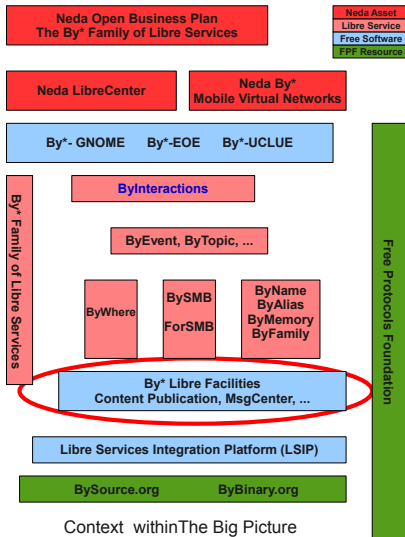 Neda Open Business Plan
The By* Family of Libre Services
Neda Asset
Libre Service
Free Software
FPF Resource
Neda LibreCenter
Neda By*
Mobile Virtual Networks
By*- GNOME By*-EOE By*-UCLUE
By* Family of Libre Services
ByInteractions
ByEvent, ByTopic, ...
ByWhere
BySMB
ForSMB
ByName
ByAlias
ByMemory
ByFamily
Free Protocols Foundation
By* Libre Facilities
Content Publication, MsgCenter, ...
Libre Services Integration Platform (LSIP)
BySource.org ByBinary.org
Context withinThe Big Picture